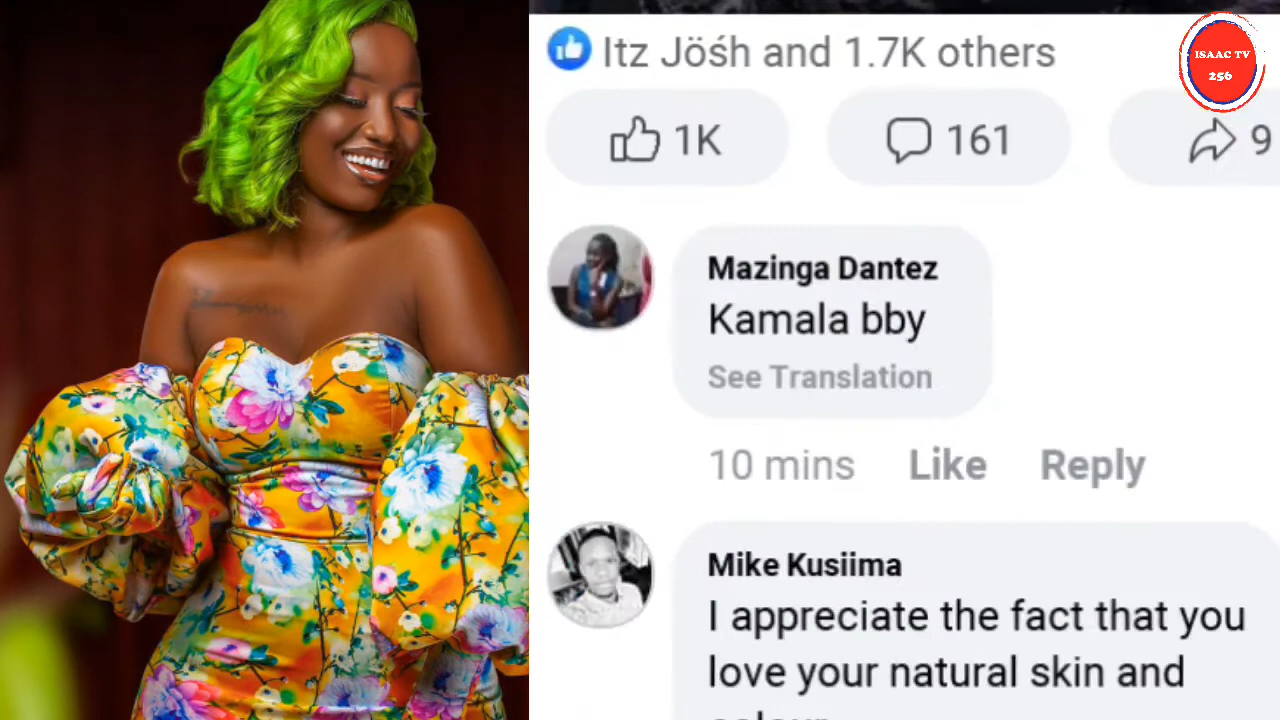 Itz Jöśh and 1.7K others
ISAAC TV
256
1K
161
9
Mazinga Dantez
Kamala bby
See Translation
10 mins Like Reply
Mike Kusiima
I appreciate the fact that you
love your natural skin and